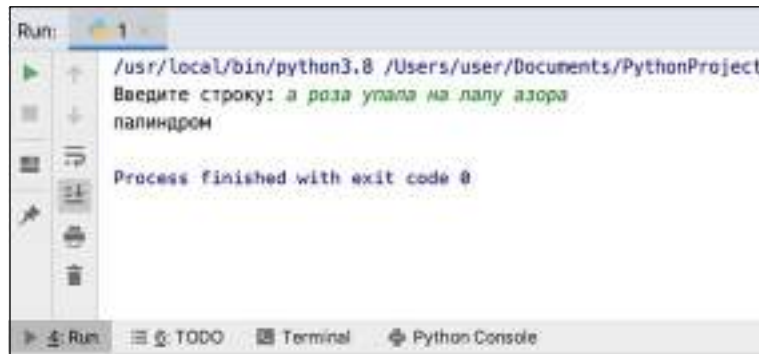 Run: 1
/usr/local/bin/python3.8 /Users/user/Documents/PythonProject
Введите строку: а роза упала на лапу азора
палиндром
Process finished with exit code 0
4: Run 6: TODO Terminal Python Console